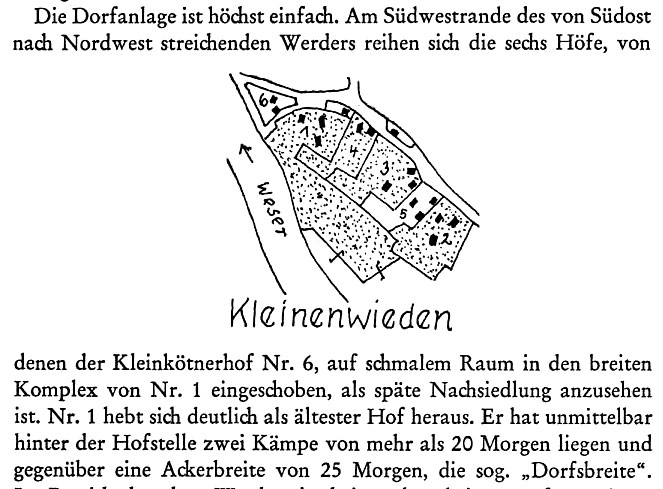 Die Dorfanlage ist höchst einfach. Am Südwestrande des von Südost
nach Nordwest streichenden Werders reihen sich die sechs Höfe, von
6
1
4
3
5
2
Weser
Kleinenwieden
denen der Kleinkötnerhof Nr. 6, auf schmalem Raum in den breiten
Komplex von Nr. 1 eingeschoben, als späte Nachsiedlung anzusehen
ist. Nr. 1 hebt sich deutlich als ältester Hof heraus. Er hat unmittelbar
hinter der Hofstelle zwei Kämpe von mehr als 20 Morgen liegen und
gegenüber eine Ackerbreite von 25 Morgen, die sog. „Dorfsbreite“.